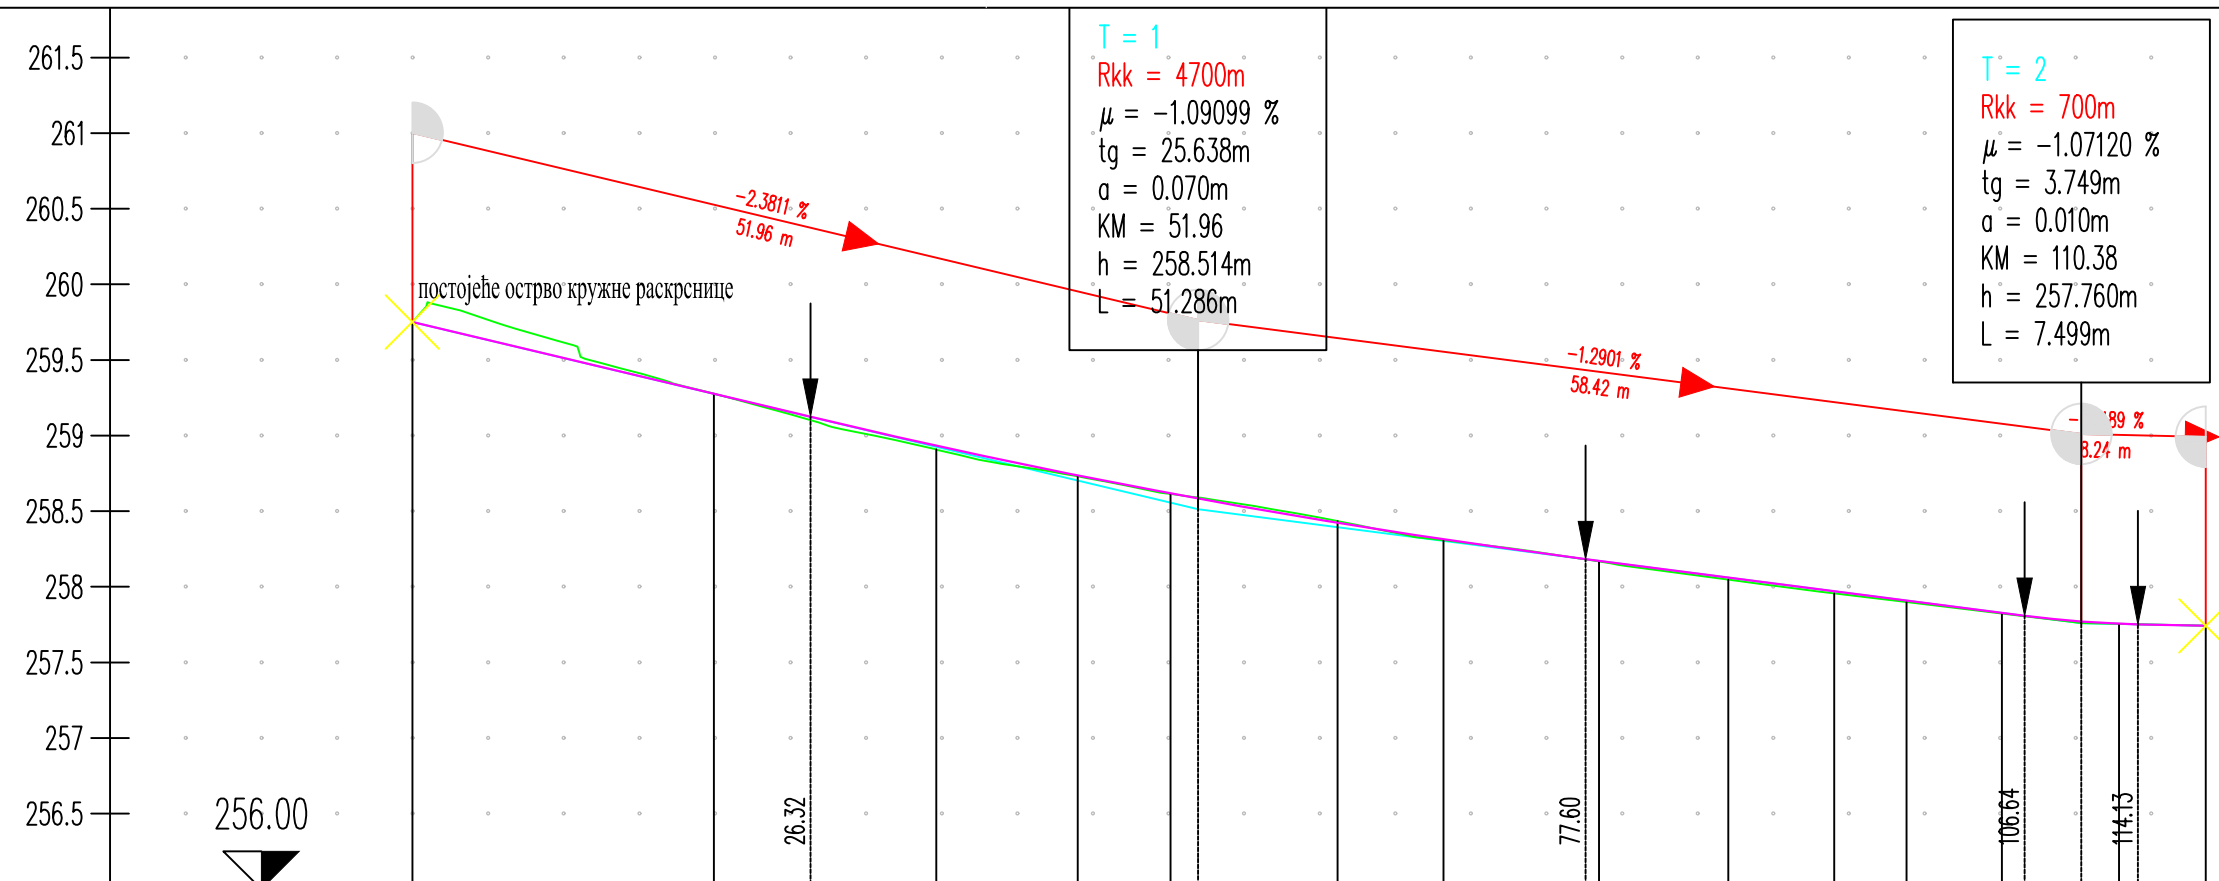 261.5
261
260.5
260
259.5
259
258.5
258
257.5
257
256.5
256.00
T = 1
Rkk = 4700m
μ = -1.09099 %
tg = 25.638m
a = 0.070m
KM = 51.96
h = 258.514m
L = 51.286m
T = 2
Rkk = 700m
μ = -1.07120 %
tg = 3.749m
a = 0.010m
KM = 110.38
h = 257.760m
L = 7.499m
-2.3811 %
51.96 m
-1.2901 %
58.42 m
89 %
8.24 m
постојеће острво кружне раскрснице
26.32
77.60
106.64
114.13